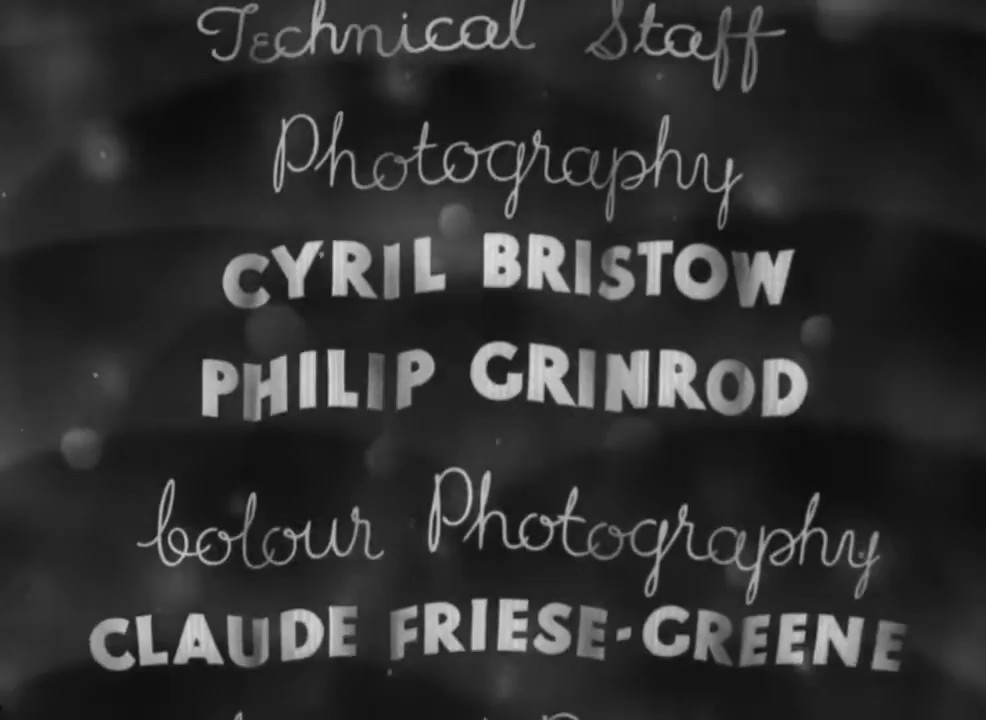 Technical Staff
Photography
CYRIL BRISTOW
PHILIP GRINROD
Colour Photography
CLAUDE FRIESE-GREENE